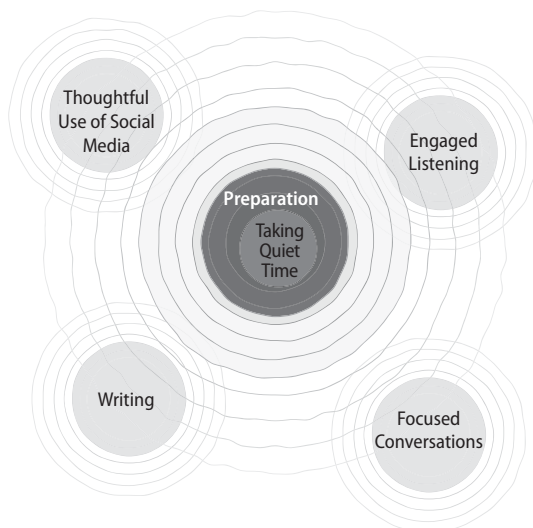 Thoughtful
Use of Social
Media
Engaged
Listening
Preparation
Taking
Quiet
Time
Writing
Focused
Conversations